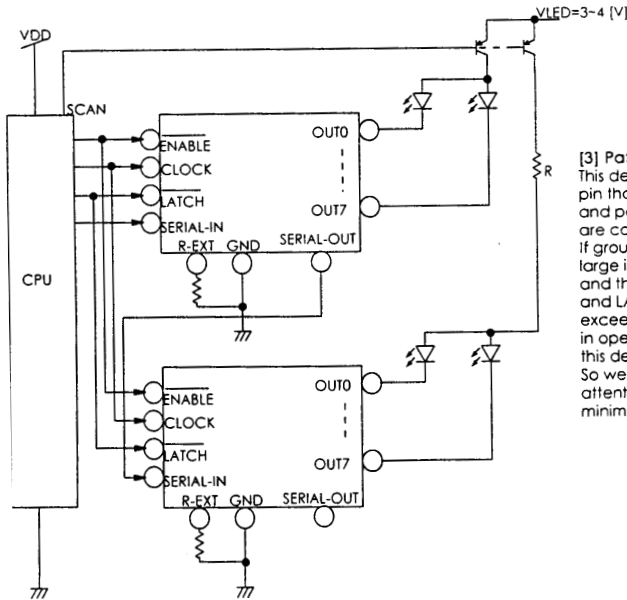 VLED=3~4 [V]
VDD
SCAN
ENABLE
CLOCK
LATCH
SERIAL-IN
R-EXT GND SERIAL-OUT
OUT0
OUT7
R
CPU
ENABLE
CLOCK
LATCH
SERIAL-IN
R-EXT GND SERIAL-OUT
OUT0
OUT7
This de
pin tha
and po
are co
If grou
large i
and th
and LA
excee
in ope
this de
So we
attent
minim